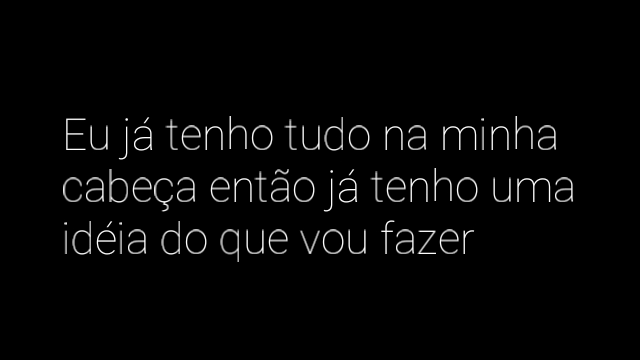 Eu já tenho tudo na minha
cabeça então já tenho uma
idéia do que vou fazer